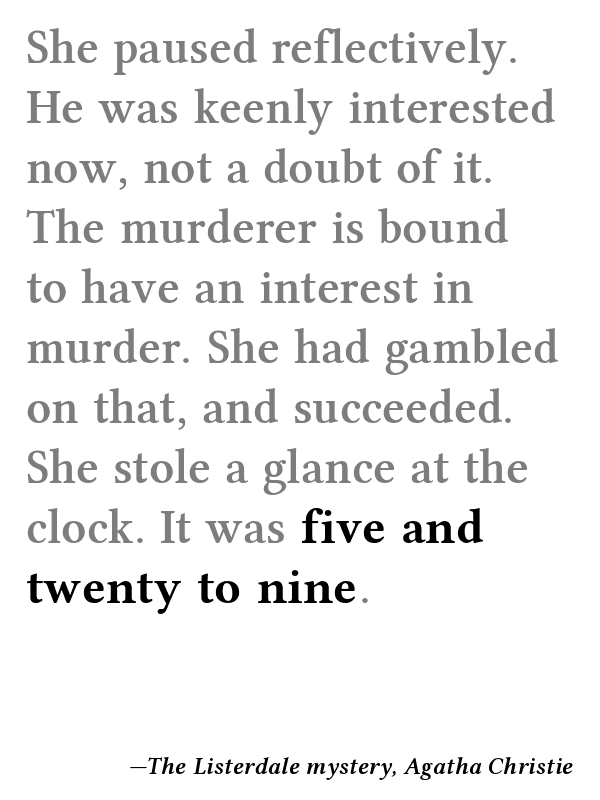 She paused reflectively.
He was keenly interested
now, not a doubt of it.
The murderer is bound
to have an interest in
murder. She had gambled
on that, and succeeded.
She stole a glance at the
clock. It was five and
twenty to nine.
—The Listerdale mystery, Agatha Christie